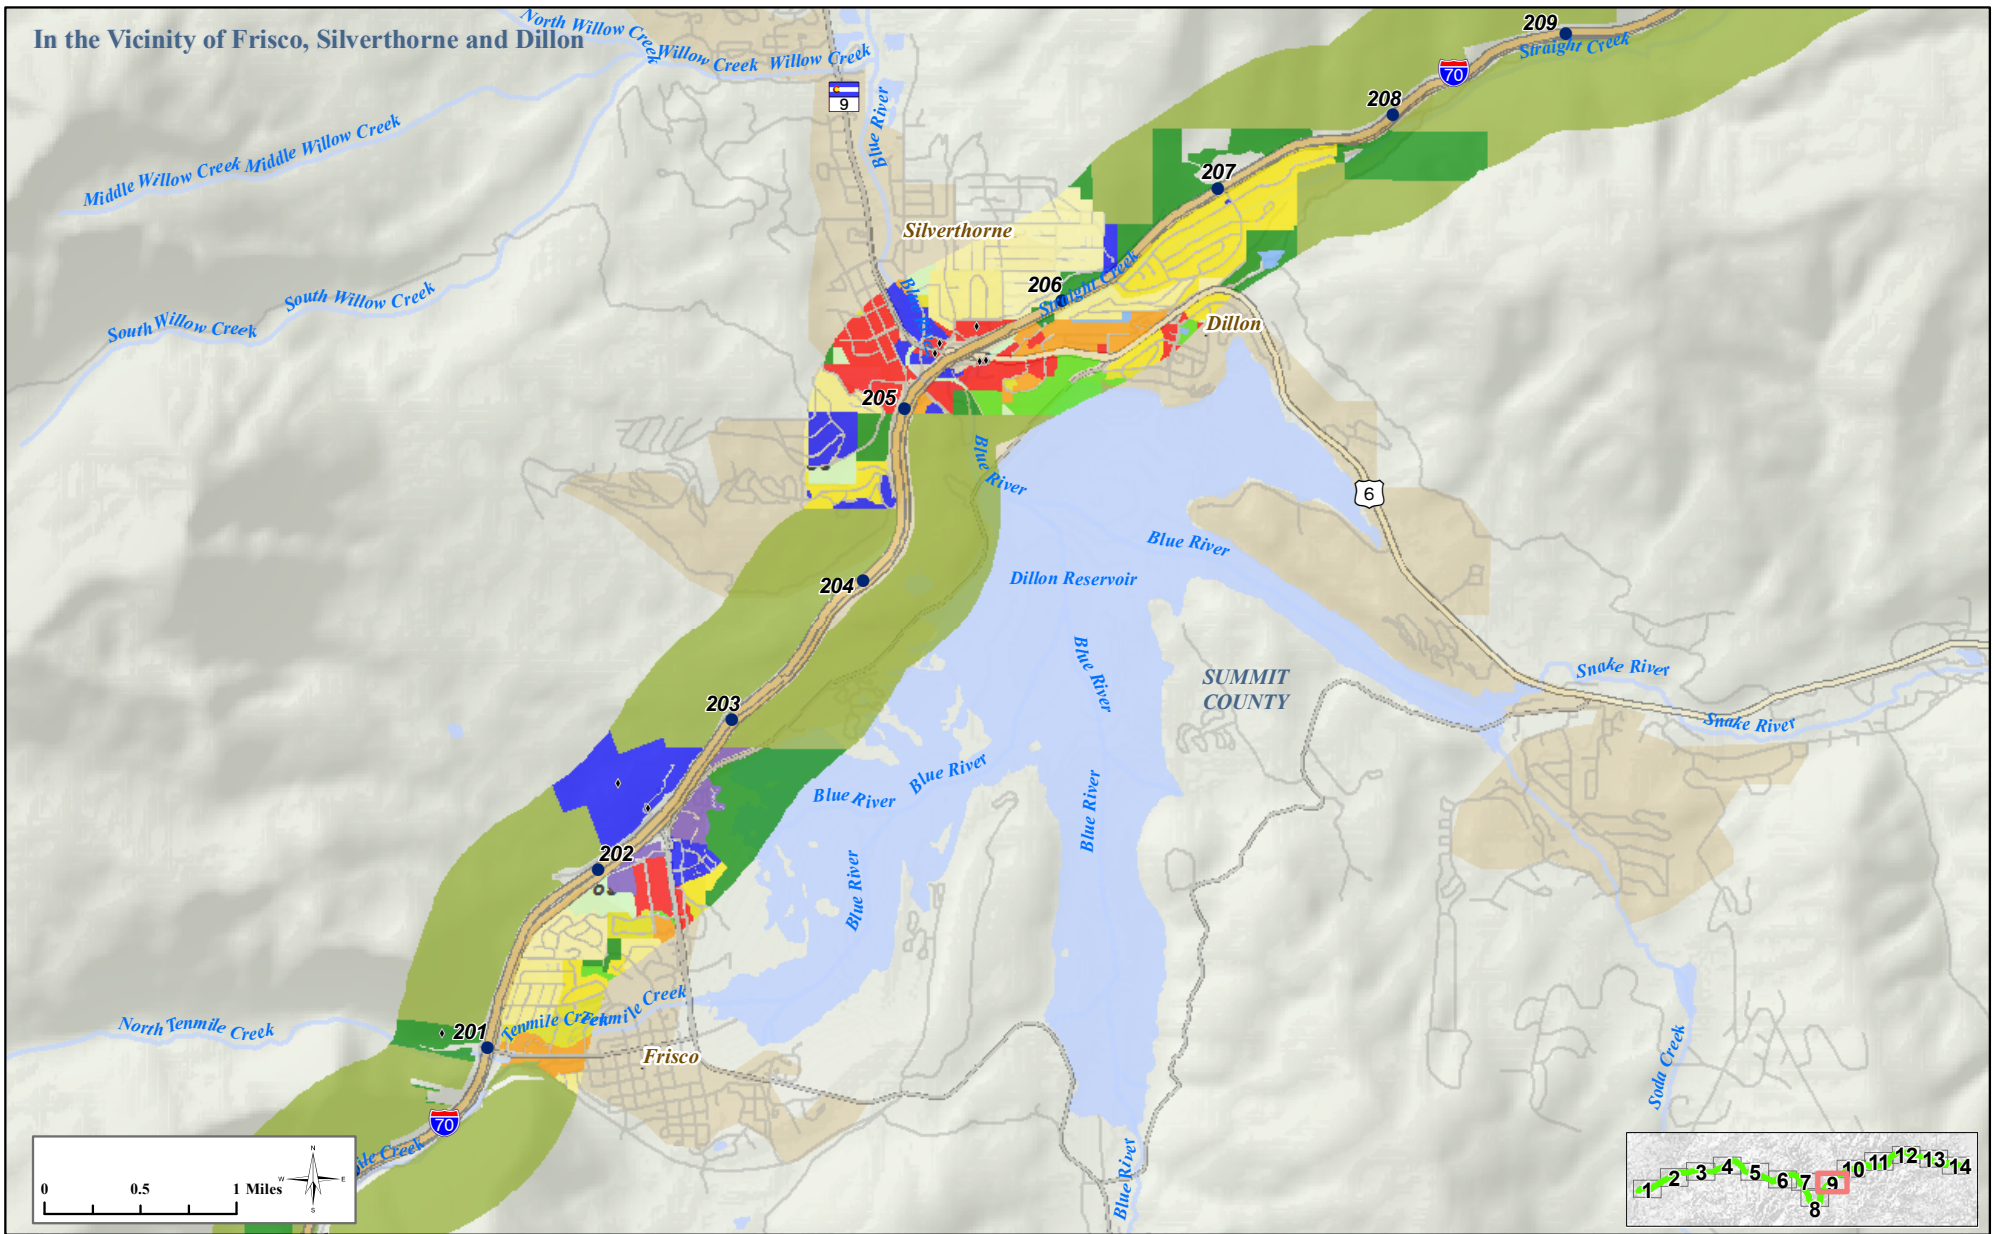 In the Vicinity of Frisco, Silverthorne and Dillon
North Willow Creek
Willow Creek
Willow Creek
209
Straight Creek
70
208
9
Blue River
Middle Willow Creek
Middle Willow Creek
207
Silverthorne
South Willow Creek
South Willow Creek
206
Straight Creek
Dillon
205
Blue River
6
Blue River
204
Dillon Reservoir
Blue River
SUMMIT
COUNTY
Snake River
Snake River
203
Blue River
Blue River
Blue River
202
Blue River
North Tenmile Creek
201
Tenmile Creek
Tenmile Creek
Frisco
Soda Creek
70
Blue River
0 0.5 1 Miles
N
W E
S
1 2 3 4 5 6 7 8 9 10 11 12 13 14